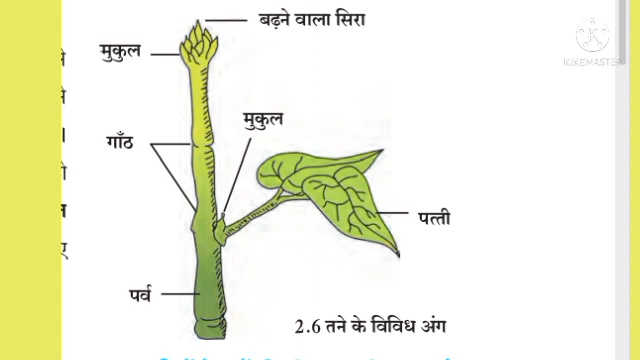 बढ़ने वाला सिरा
मुकुल
KINEMASTER
मुकुल
गाँठ
पत्ती
पर्व
2.6 तने के विविध अंग